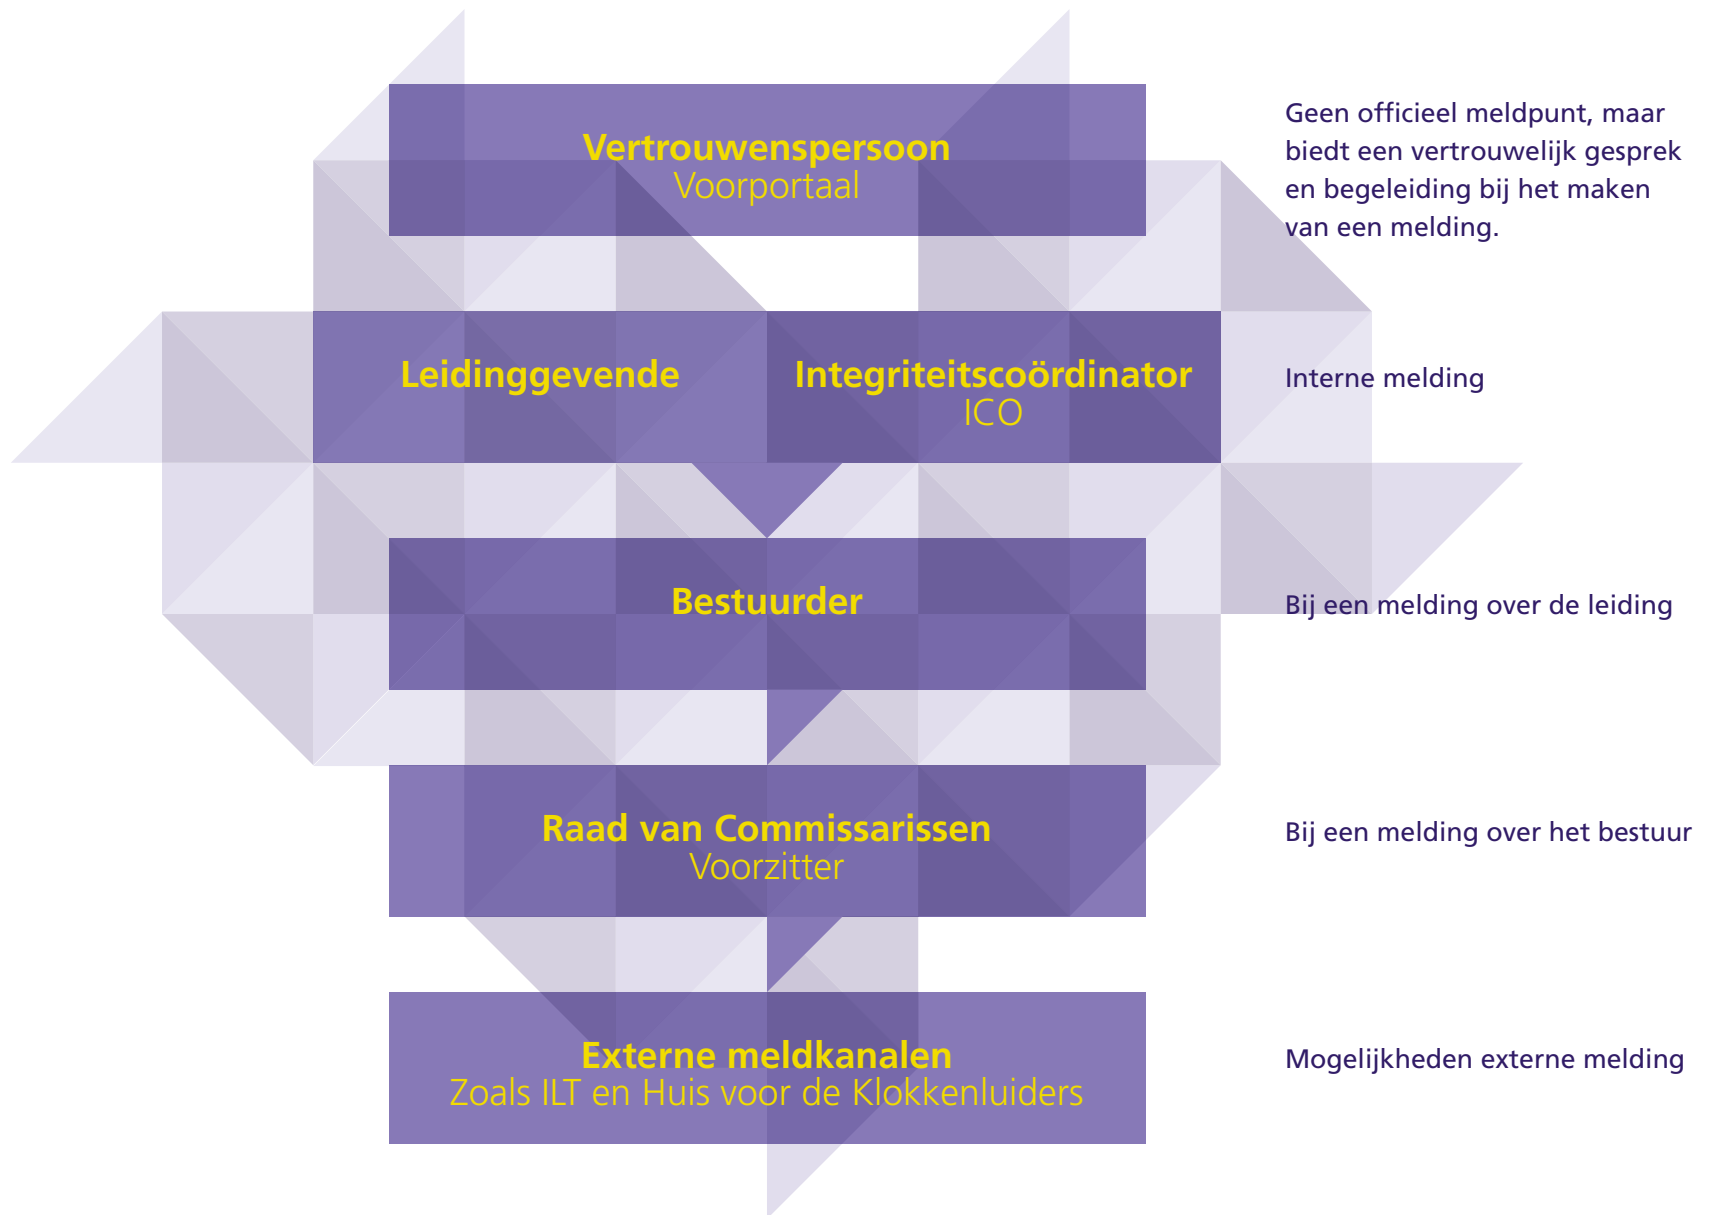 Vertrouwenspersoon
Voorportaal
Geen officieel meldpunt, maar
biedt een vertrouwelijk gesprek
en begeleiding bij het maken
van een melding.
Leidinggevende
Integriteitscoördinator
ICO
Interne melding
Bestuurder
Bij een melding over de leiding
Raad van Commissarissen
Voorzitter
Bij een melding over het bestuur
Externe meldkanalen
Zoals ILT en Huis voor de Klokkenluiders
Mogelijkheden externe melding